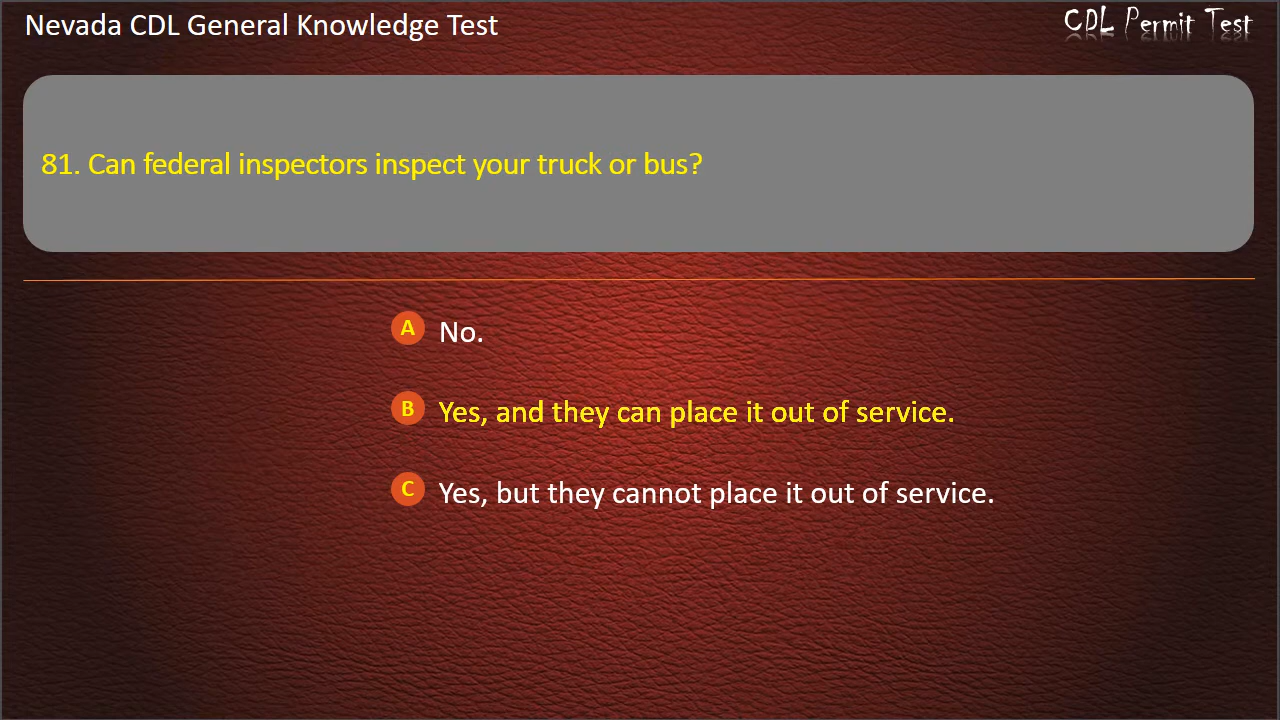 Nevada CDL General Knowledge Test
CDL Permit Test
81. Can federal inspectors inspect your truck or bus?
A No.
B Yes, and they can place it out of service.
C Yes, but they cannot place it out of service.